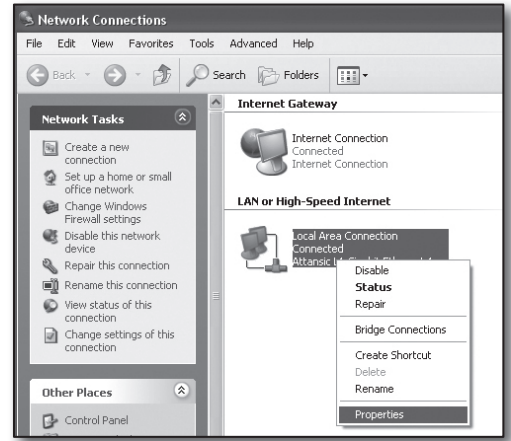 Network Connections
File Edit View Favorites Tools Advanced Help
Back Search Folders
Network Tasks
Create a new
connection
Set up a home or small
office network
Change Windows
Firewall settings
Disable this network
device
Repair this connection
Rename this connection
View status of this
connection
Change settings of this
connection
Other Places
Control Panel
Internet Gateway
Internet Connection
Connected
Internet Connection
LAN or High-Speed Internet
Local Area Connection
Connected
Attansic
Disable
Status
Repair
Bridge Connections
Create Shortcut
Delete
Rename
Properties